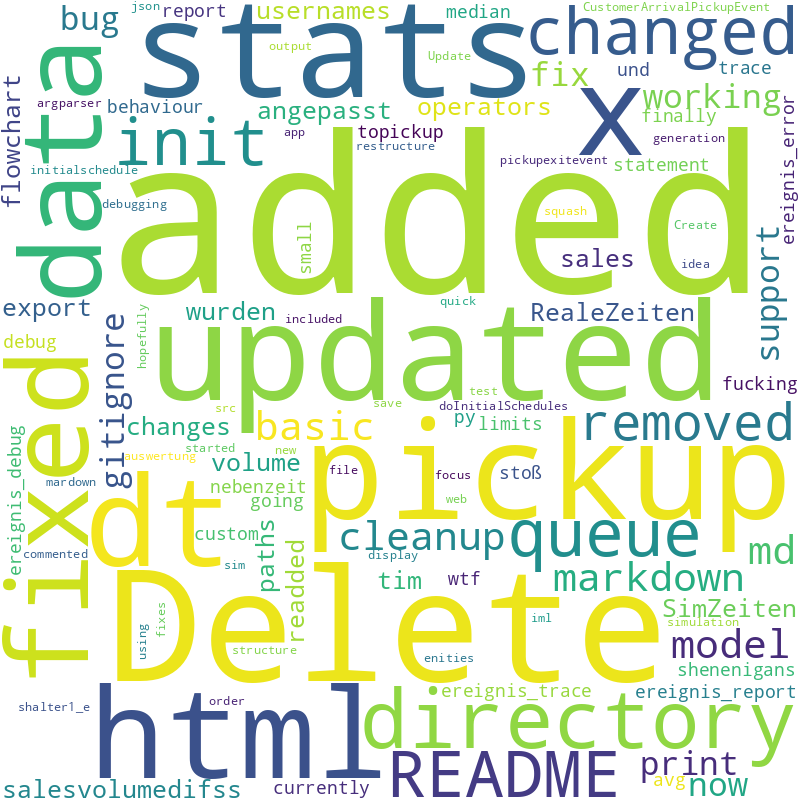 json
report
bug
usernames
median
CustomerArrivalPickupEvent
stats
changed
output
Update
fix
und
trace
x
working
data
flowchart
argparser
behaviour
angepasst
operators
finally
init
app
topickup
restructure
generation
ereignis_error
pickupexitevent
statement
initialschedule
added
debugging
squash
small
Create
support
sales
idea
export
wurden
quick
RealeZeiten
included
updated
gitignore
hopefully
debug
fixed
fucking
test
save
doInitialSchedules
src
basic
py
limits
removed
changes
started
new
pickup
ereignis_debug
auswertung
volume
file
focus
stoß
mardown
dt
nebenzeit
going
web
custom
paths
readded
cleanup
queue
commented
display
md
sim
Delete
tim
wtf
markdown
SimZeiten
using
fixes
iml
simulation
structure
enities
model
shenenigans
html
directory
ereignis_trace
ereignis_report
shalter1_e
order
README
print
salesvolumedifss
currently
avg
now